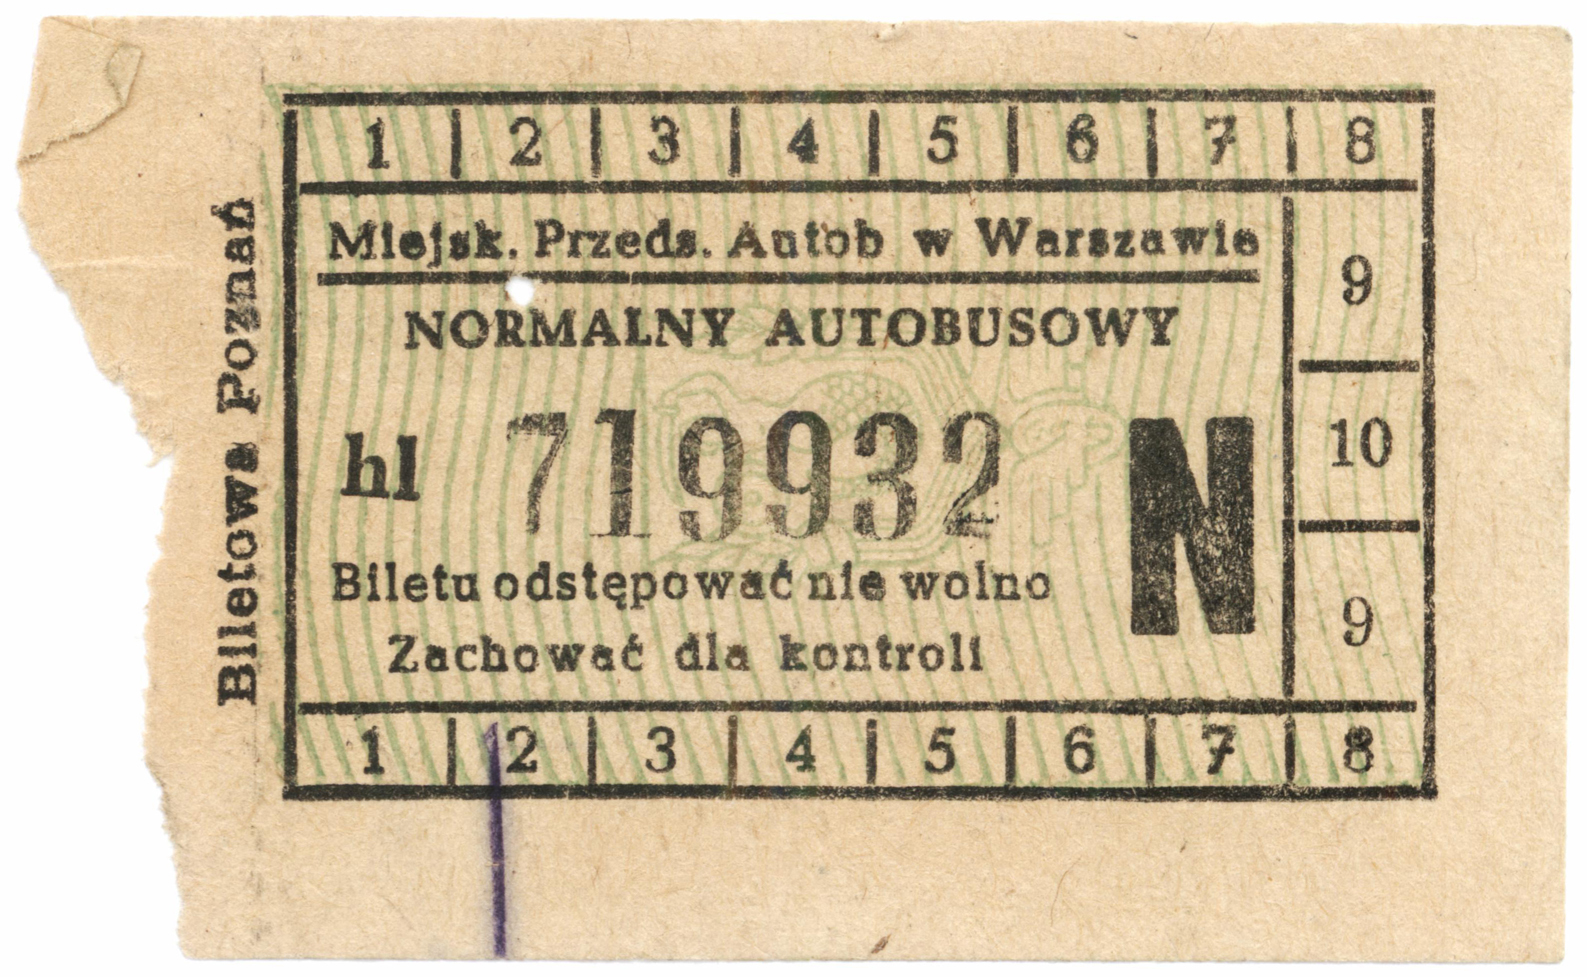 1 2 3 4 5 6 7 8
Miejsk. Przeds. Autob w Warszawie
9
NORMALNY AUTOBUSOWY
hl 719932 N
10
Biletu odstępować nie wolno
9
Zachować dla kontroli
1 2 3 4 5 6 7 8
Biletowa Poznań